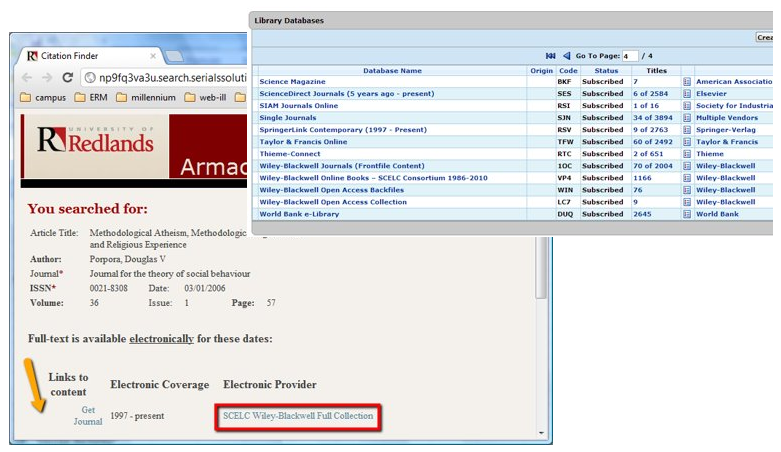 Library Databases
Crea
Go To Page: 4 / 4
Database Name Origin Code Status Titles
Science Magazine BKF Subscribed 7 American Associatio
ScienceDirect Journals (5 years ago - present) SES Subscribed 6 of 2584 Elsevier
SIAM Journals Online RSI Subscribed 1 of 16 Society for Industria
Single Journals SJN Subscribed 34 of 3894 Multiple Vendors
SpringerLink Contemporary (1997 - Present) RSV Subscribed 9 of 2763 Springer-Verlag
Taylor & Francis Online TFW Subscribed 60 of 2492 Taylor & Francis
Thieme-Connect RTC Subscribed 2 of 651 Thieme
Wiley-Blackwell Journals (Frontfile Content) 1OC Subscribed 70 of 2004 Wiley-Blackwell
Wiley-Blackwell Online Books – SCELC Consortium 1986-2010 VP4 Subscribed 1166 Wiley-Blackwell
Wiley-Blackwell Open Access Backfiles WIN Subscribed 76 Wiley-Blackwell
Wiley-Blackwell Open Access Collection LC7 Subscribed 9 Wiley-Blackwell
World Bank e-Library DUQ Subscribed 2645 World Bank
Citation Finder
np9fq3va3u.search.serialssoluti
campus ERM millennium web-ill
UNIVERSITY OF
R Redlands
Armac
You searched for:
Article Title: Methodological Atheism, Methodologic
and Religious Experience
Author: Porpora, Douglas V
Journal* Journal for the theory of social behaviour
ISSN* 0021-8308 Date: 03/01/2006
Volume: 36 Issue: 1 Page: 57
Full-text is available electronically for these dates:
Links to
content Electronic Coverage Electronic Provider
Get
Journal 1997 - present SCELC Wiley-Blackwell Full Collection